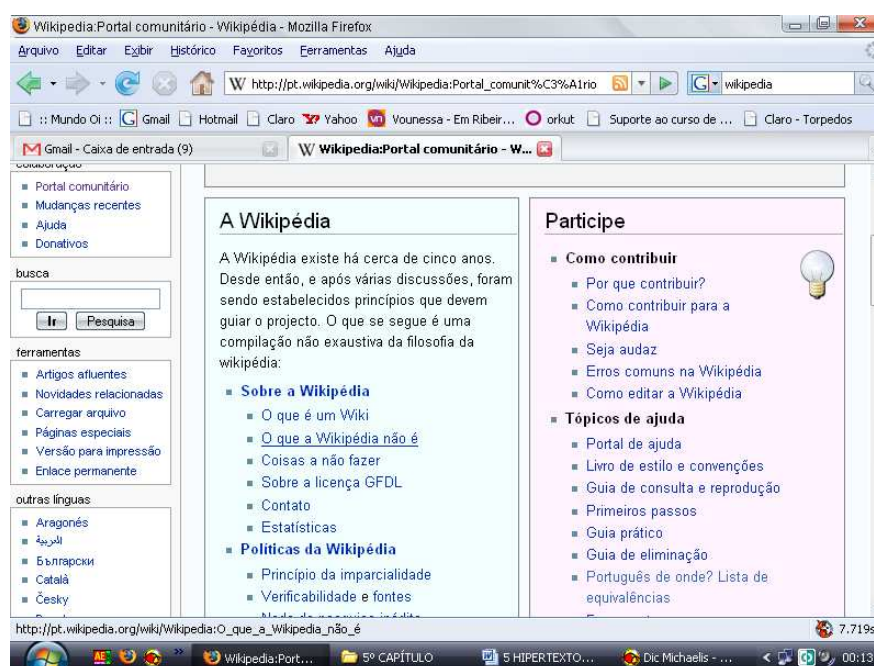 Wikipedia:Portal comunitário - Wikipédia - Mozilla Firefox
Arquivo Editar Exibir Histórico Favoritos Ferramentas Ajuda
W http://pt.wikipedia.org/wiki/Wikipedia:Portal_comunit%C3%A1rio G wikipedia
:: Mundo Oi :: G Gmail Hotmail Claro Yahoo Vounessa - Em Ribeir... orkut Suporte ao curso de ... Claro - Torpedos
Gmail - Caixa de entrada (9) W Wikipedia:Portal comunitário - W...
colaboração
Portal comunitário
Mudanças recentes
Ajuda
Donativos
busca
Ir Pesquisa
ferramentas
Artigos afluentes
Novidades relacionadas
Carregar arquivo
Páginas especiais
Versão para impressão
Enlace permanente
outras línguas
Aragonés
العربية
Български
Català
Česky
A Wikipédia
A Wikipédia existe há cerca de cinco anos.
Desde então, e após várias discussões, foram
sendo estabelecidos princípios que devem
guiar o projecto. O que se segue é uma
compilação não exaustiva da filosofia da
wikipédia:
Sobre a Wikipédia
O que é um Wiki
O que a Wikipédia não é
Coisas a não fazer
Sobre a licença GFDL
Contato
Estatísticas
Políticas da Wikipédia
Princípio da imparcialidade
Verificabilidade e fontes
Nada de pesquisa inédita
Participe
Como contribuir
Por que contribuir?
Como contribuir para a
Wikipédia
Seja audaz
Erros comuns na Wikipédia
Como editar a Wikipédia
Tópicos de ajuda
Portal de ajuda
Livro de estilo e convenções
Guia de consulta e reprodução
Primeiros passos
Guia prático
Guia de eliminação
Português de onde? Lista de
equivalências
http://pt.wikipedia.org/wiki/Wikipedia:O_que_a_Wikipedia_não_é 7.719s
AE » Wikipedia:Port... 5º CAPÍTULO 5 HIPERTEXTO... Dic Michaelis - ... < 00:13